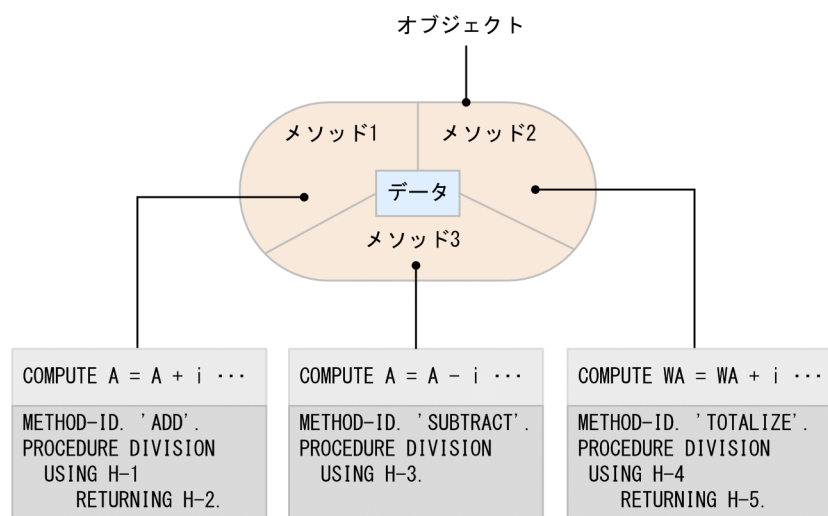 オブジェクト
メソッド1
メソッド2
データ
メソッド3
COMPUTE A = A + i ···
METHOD-ID. 'ADD'.
PROCEDURE DIVISION
USING H-1
RETURNING H-2.
COMPUTE A = A - i ···
METHOD-ID. 'SUBTRACT'.
PROCEDURE DIVISION
USING H-3.
COMPUTE WA = WA + i ···
METHOD-ID. 'TOTALIZE'.
PROCEDURE DIVISION
USING H-4
RETURNING H-5.